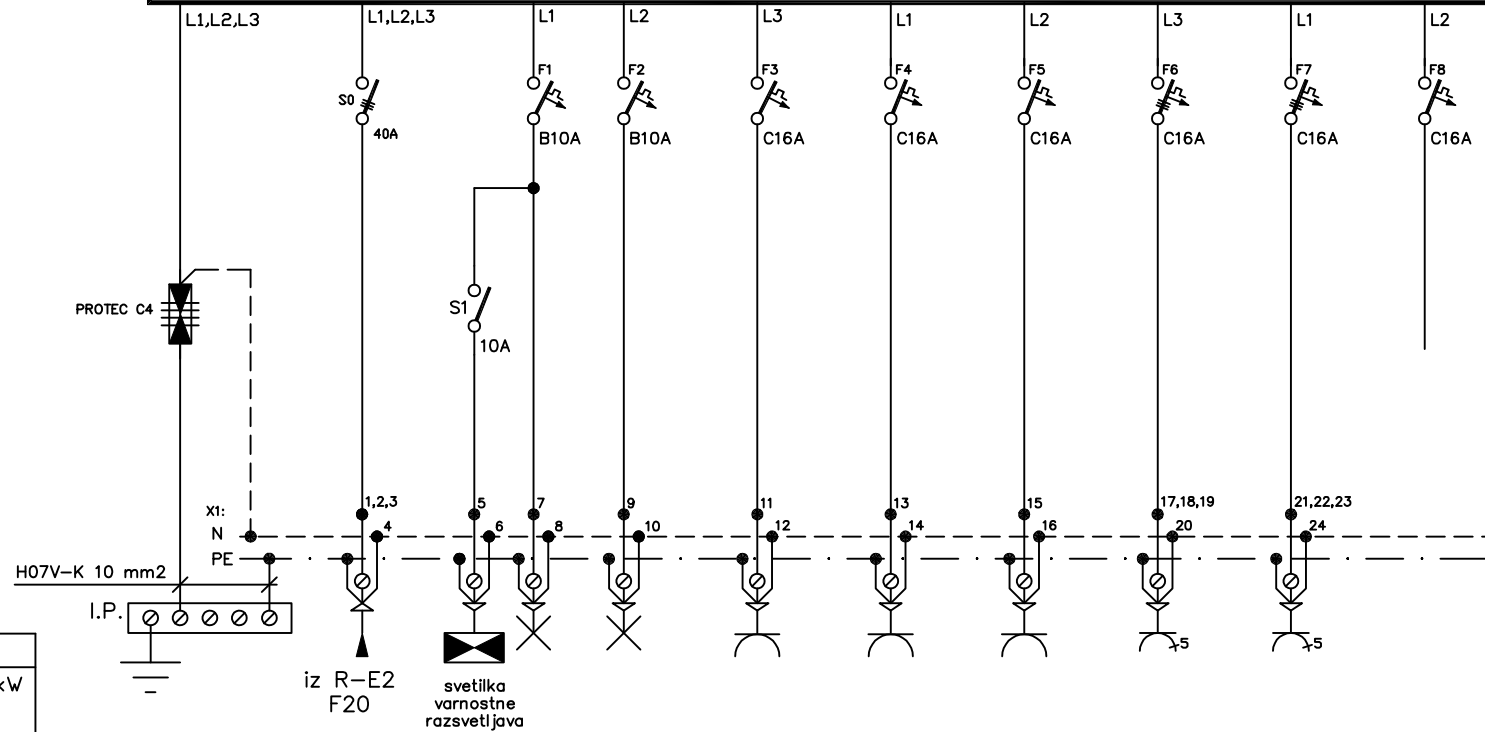 L1,L2,L3
L1,L2,L3
L1
L2
L3
L1
L2
L3
L1
L2
F1
F2
F3
F4
F5
F6
F7
F8
S0
40A
B10A
B10A
C16A
C16A
C16A
C16A
C16A
C16A
PROTEC C4
S1
10A
X1:
1,2,3
5
7
9
11
13
15
17,18,19
21,22,23
N
4
6
8
10
12
14
16
20
24
PE
H07V-K 10 mm2
I.P.
5
5
kW
iz R-E2
F20
svetilka
varnostne
razsvetljava